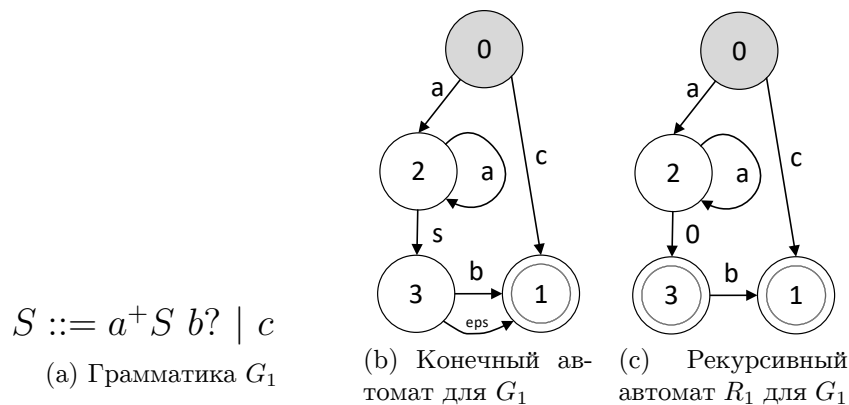 S ::= a⁺S b? | c
(a) Грамматика G₁
0
a
2
a
c
s
3
b
eps
1
(b) Конечный ав-
томат для G₁
0
a
2
a
c
0
3
b
1
(c) Рекурсивный
автомат R₁ для G₁